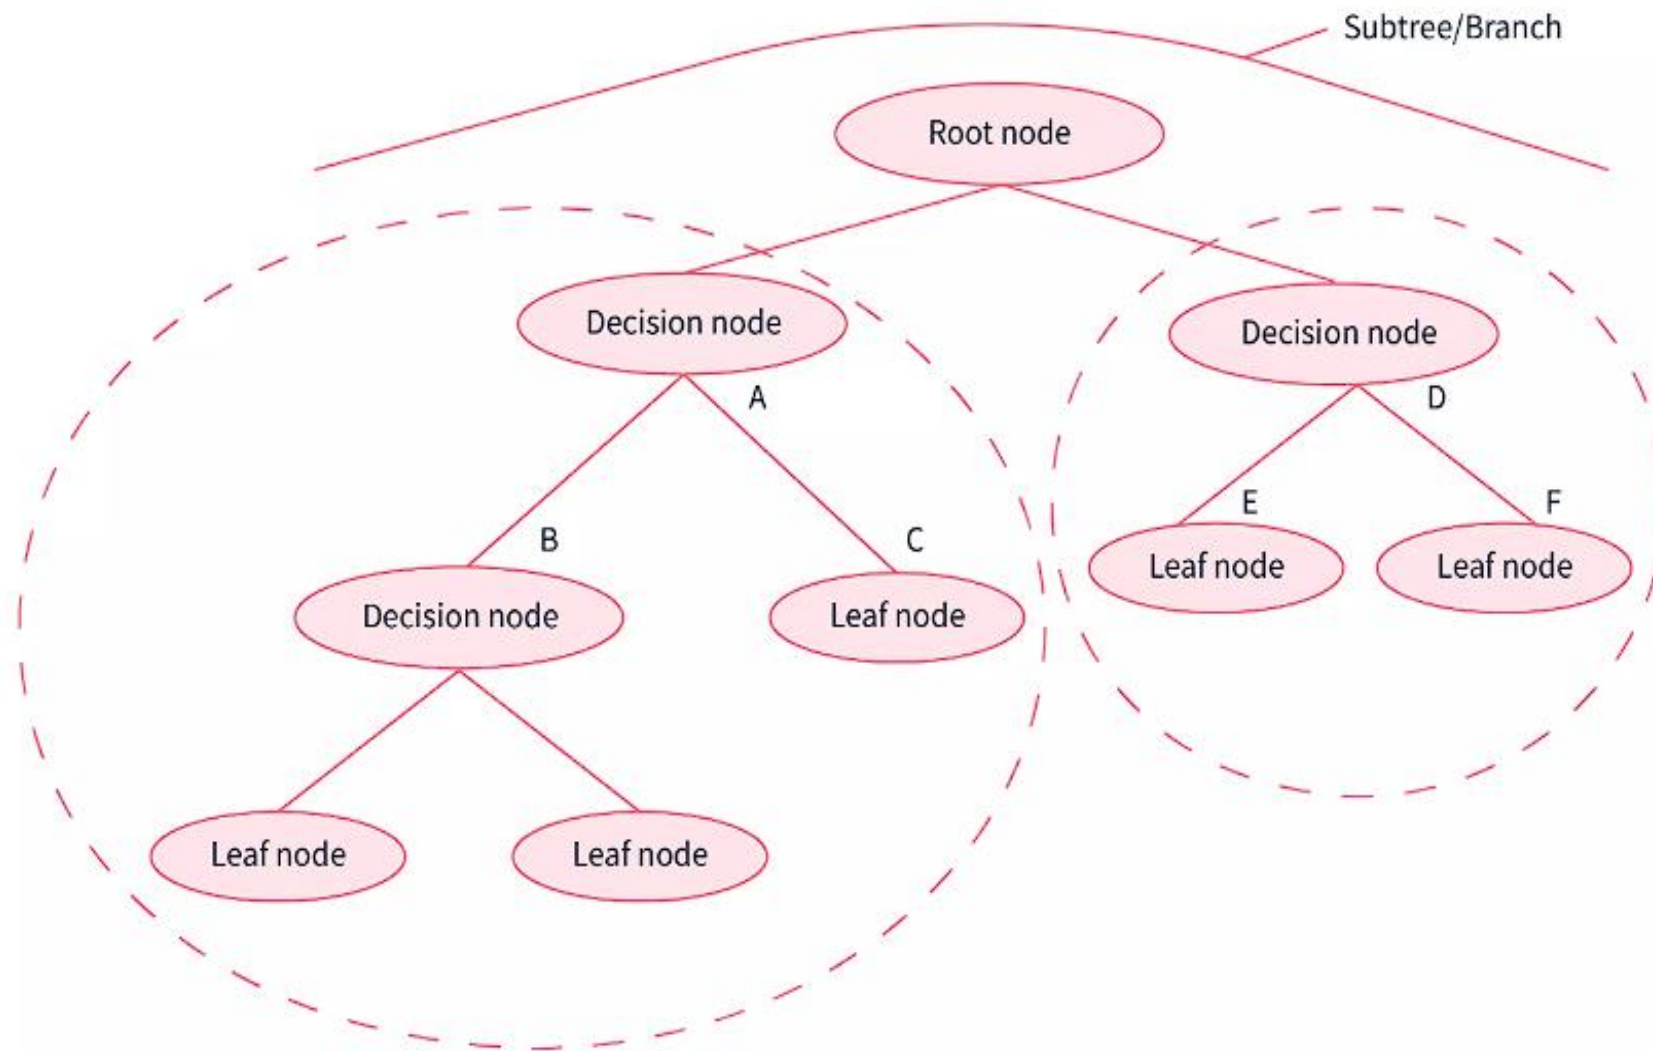 Subtree/Branch
Root node
Decision node
Decision node
A
D
E
F
B
C
Leaf node
Leaf node
Decision node
Leaf node
Leaf node
Leaf node